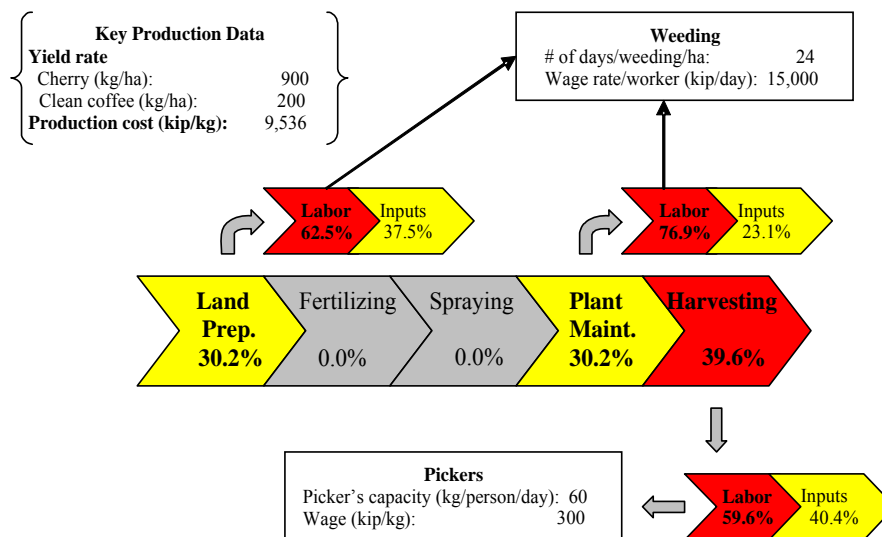 Key Production Data
Yield rate
Cherry (kg/ha): 900
Clean coffee (kg/ha): 200
Production cost (kip/kg): 9,536
Weeding
# of days/weeding/ha: 24
Wage rate/worker (kip/day): 15,000
Labor
62.5%
Inputs
37.5%
Labor
76.9%
Inputs
23.1%
Land
Prep.
30.2%
Fertilizing
0.0%
Spraying
0.0%
Plant
Maint.
30.2%
Harvesting
39.6%
Pickers
Picker's capacity (kg/person/day): 60
Wage (kip/kg): 300
Labor
59.6%
Inputs
40.4%